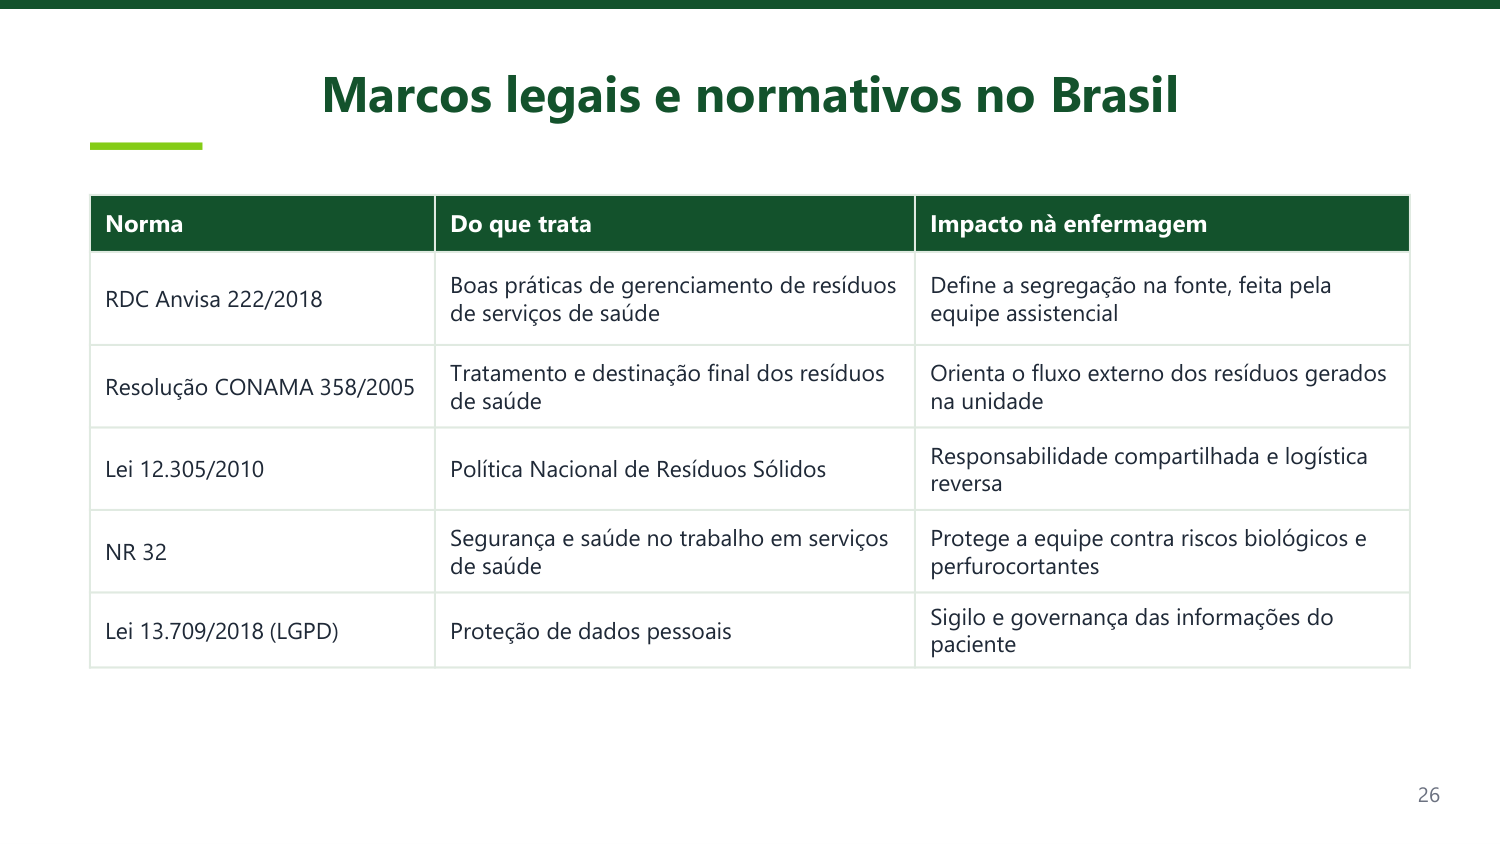 Marcos legais e normativos no Brasil
Norma
Do que trata
Impacto nà enfermagem
RDC Anvisa 222/2018
Boas práticas de gerenciamento de resíduos
de serviços de saúde
Define a segregação na fonte, feita pela
equipe assistencial
Resolução CONAMA 358/2005
Tratamento e destinação final dos resíduos
de saúde
Orienta o fluxo externo dos resíduos gerados
na unidade
Lei 12.305/2010
Política Nacional de Resíduos Sólidos
Responsabilidade compartilhada e logística
reversa
NR 32
Segurança e saúde no trabalho em serviços
de saúde
Protege a equipe contra riscos biológicos e
perfurocortantes
Lei 13.709/2018 (LGPD)
Proteção de dados pessoais
Sigilo e governança das informações do
paciente
26